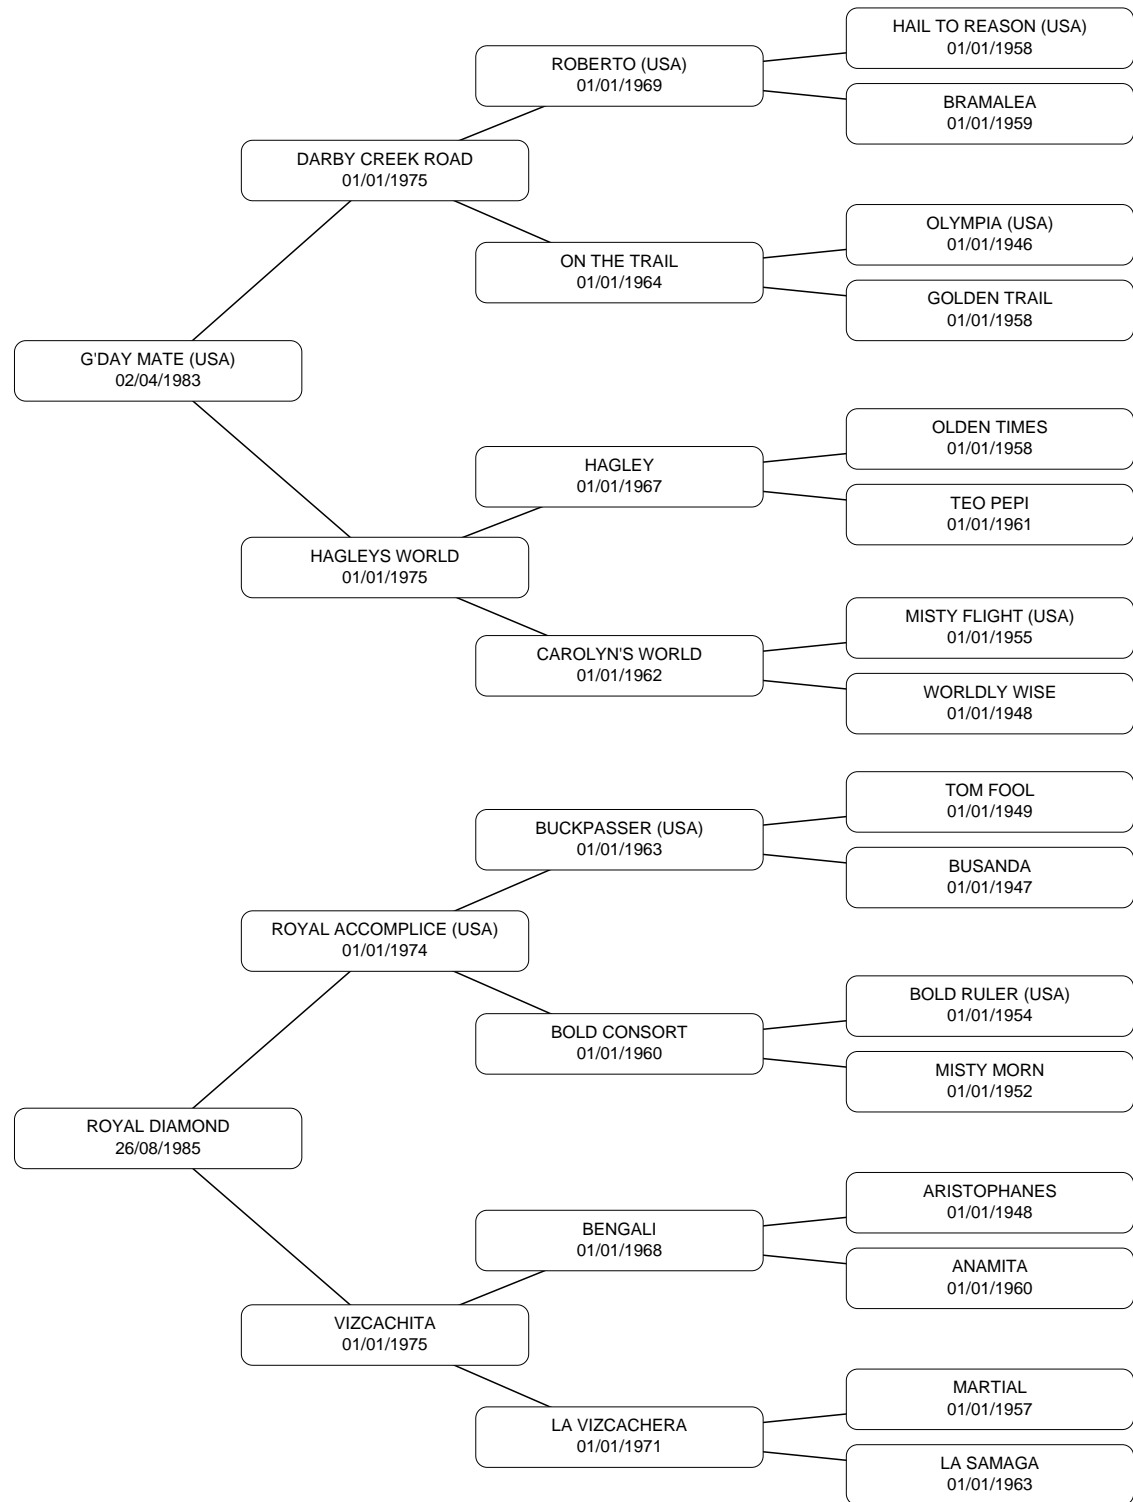 HAIL TO REASON (USA)
01/01/1958
ROBERTO (USA)
01/01/1969
BRAMALEA
01/01/1959
DARBY CREEK ROAD
01/01/1975
OLYMPIA (USA)
01/01/1946
ON THE TRAIL
01/01/1964
GOLDEN TRAIL
01/01/1958
G'DAY MATE (USA)
02/04/1983
OLDEN TIMES
01/01/1958
HAGLEY
01/01/1967
TEO PEPI
01/01/1961
HAGLEYS WORLD
01/01/1975
MISTY FLIGHT (USA)
01/01/1955
CAROLYN'S WORLD
01/01/1962
WORLDLY WISE
01/01/1948
TOM FOOL
01/01/1949
BUCKPASSER (USA)
01/01/1963
BUSANDA
01/01/1947
ROYAL ACCOMPLICE (USA)
01/01/1974
BOLD RULER (USA)
01/01/1954
BOLD CONSORT
01/01/1960
MISTY MORN
01/01/1952
ROYAL DIAMOND
26/08/1985
ARISTOPHANES
01/01/1948
BENGALI
01/01/1968
ANAMITA
01/01/1960
VIZCACHITA
01/01/1975
MARTIAL
01/01/1957
LA VIZCACHERA
01/01/1971
LA SAMAGA
01/01/1963